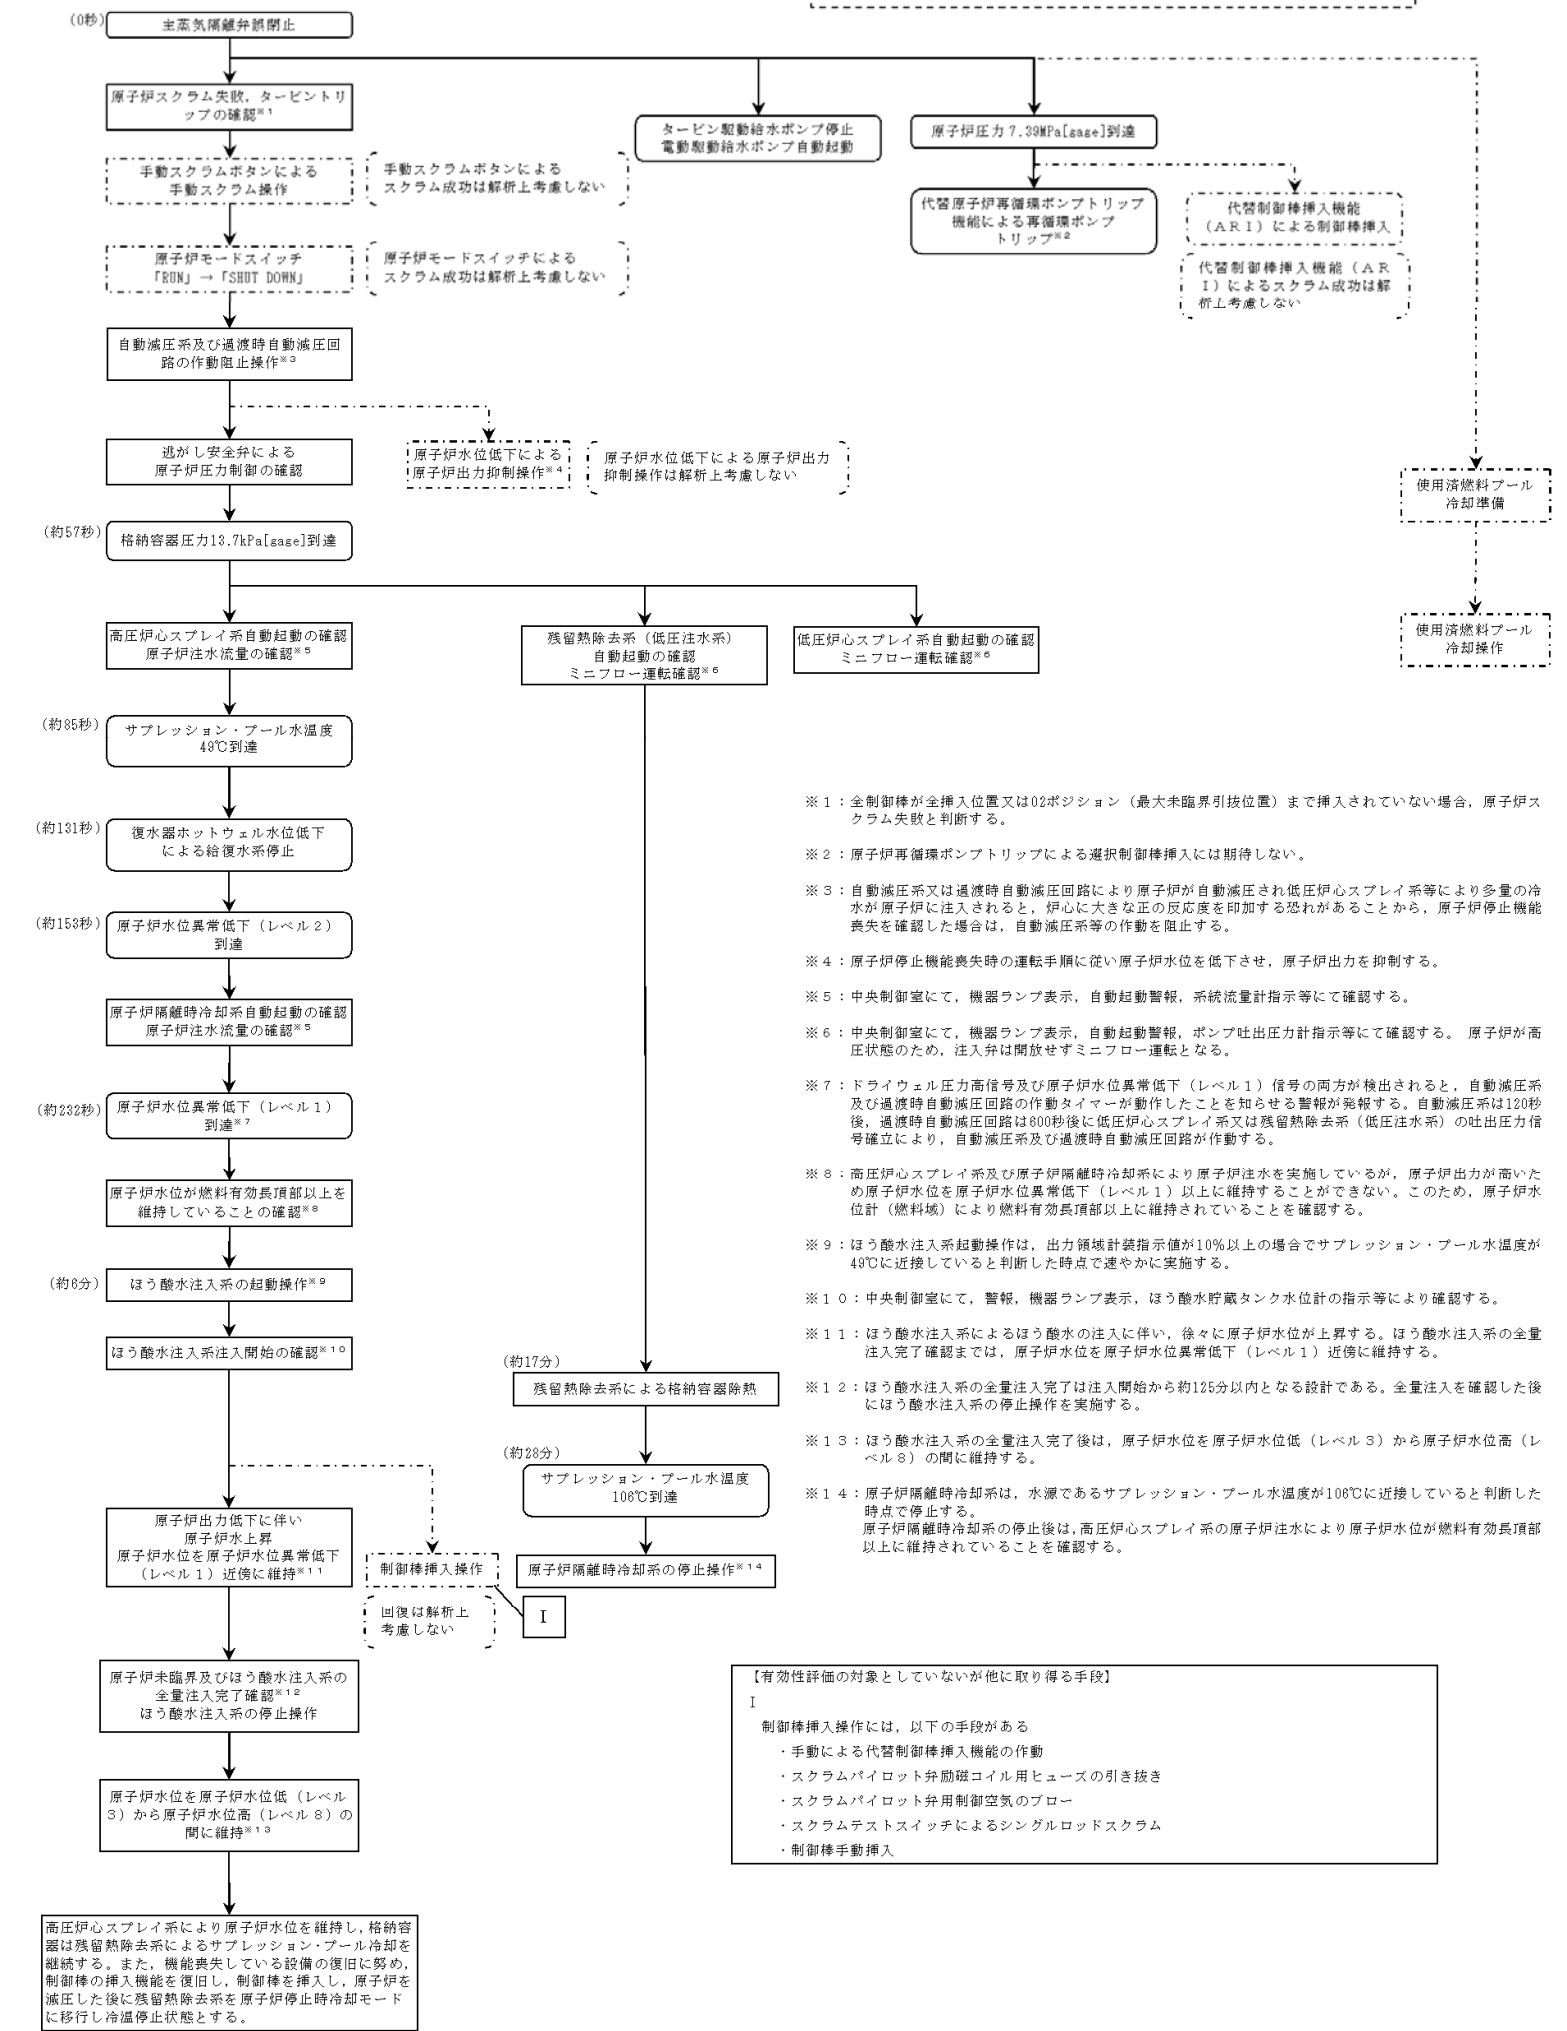 (0秒)
主蒸気隔離弁誤閉止
原子炉スクラム失敗，タービントリ
ップの確認※1
タービン駆動給水ポンプ停止
電動駆動給水ポンプ自動起動
原子炉圧力7.39MPa[gage]到達
手動スクラムボタンによる
手動スクラム操作
手動スクラムボタンによる
スクラム成功は解析上考慮しない
代替原子炉再循環ポンプトリップ
機能による再循環ポンプ
トリップ※2
代替制御棒挿入機能
（ARI）による制御棒挿入
代替制御棒挿入機能（AR
I）によるスクラム成功は解
析上考慮しない
原子炉モードスイッチ
「RUN」→「SHUT DOWN」
原子炉モードスイッチによる
スクラム成功は解析上考慮しない
自動減圧系及び過渡時自動減圧回
路の作動阻止操作※3
逃がし安全弁による
原子炉圧力制御の確認
原子炉水位低下による
原子炉出力抑制操作※4
原子炉水位低下による原子炉出力
抑制操作は解析上考慮しない
使用済燃料プール
冷却準備
(約57秒)
格納容器圧力13.7kPa[gage]到達
高圧炉心スプレイ系自動起動の確認
原子炉注水流量の確認※5
残留熱除去系（低圧注水系）
自動起動の確認
ミニフロー運転確認※6
低圧炉心スプレイ系自動起動の確認
ミニフロー運転確認※6
使用済燃料プール
冷却操作
(約85秒)
サプレッション・プール水温度
49℃到達
(約131秒)
復水器ホットウェル水位低下
による給復水系停止
(約153秒)
原子炉水位異常低下（レベル2）
到達
原子炉隔離時冷却系自動起動の確認
原子炉注水流量の確認※5
(約232秒)
原子炉水位異常低下（レベル1）
到達※7
原子炉水位が燃料有効長頂部以上を
維持していることの確認※8
(約6分)
ほう酸水注入系の起動操作※9
ほう酸水注入系注入開始の確認※10
(約17分)
残留熱除去系による格納容器除熱
(約28分)
サプレッション・プール水温度
106℃到達
原子炉隔離時冷却系の停止操作※14
原子炉出力低下に伴い
原子炉水上昇
原子炉水位を原子炉水位異常低下
（レベル1）近傍に維持※11
制御棒挿入操作
回復は解析上
考慮しない
I
原子炉未臨界及びほう酸水注入系の
全量注入完了確認※12
ほう酸水注入系の停止操作
原子炉水位を原子炉水位低（レベル
3）から原子炉水位高（レベル8）の
間に維持※13
高圧炉心スプレイ系により原子炉水位を維持し，格納容
器は残留熱除去系によるサプレッション・プール冷却を
継続する。また，機能喪失している設備の復旧に努め，
制御棒の挿入機能を復旧し，制御棒を挿入し，原子炉を
減圧した後に残留熱除去系を原子炉停止時冷却モード
に移行し冷温停止状態とする。
※1：全制御棒が全挿入位置又は02ポジション（最大未臨界引抜位置）まで挿入されていない場合，原子炉ス
クラム失敗と判断する。
※2：原子炉再循環ポンプトリップによる選択制御棒挿入には期待しない。
※3：自動減圧系又は過渡時自動減圧回路により原子炉が自動減圧され低圧炉心スプレイ系等により多量の冷
水が原子炉に注入されると，炉心に大きな正の反応度を印加する恐れがあることから，原子炉停止機能
喪失を確認した場合は，自動減圧系等の作動を阻止する。
※4：原子炉停止機能喪失時の運転手順に従い原子炉水位を低下させ，原子炉出力を抑制する。
※5：中央制御室にて，機器ランプ表示，自動起動警報，系統流量計指示等にて確認する。
※6：中央制御室にて，機器ランプ表示，自動起動警報，ポンプ吐出圧力計指示等にて確認する。 原子炉が高
圧状態のため，注入弁は開放せずミニフロー運転となる。
※7：ドライウェル圧力高信号及び原子炉水位異常低下（レベル1）信号の両方が検出されると，自動減圧系
及び過渡時自動減圧回路の作動タイマーが動作したことを知らせる警報が発報する。自動減圧系は120秒
後，過渡時自動減圧回路は600秒後に低圧炉心スプレイ系又は残留熱除去系（低圧注水系）の吐出圧力信
号確立により，自動減圧系及び過渡時自動減圧回路が作動する。
※8：高圧炉心スプレイ系及び原子炉隔離時冷却系により原子炉注水を実施しているが，原子炉出力が高いた
め原子炉水位を原子炉水位異常低下（レベル1）以上に維持することができない。このため，原子炉水
位計（燃料域）により燃料有効長頂部以上に維持されていることを確認する。
※9：ほう酸水注入系起動操作は，出力領域計装指示値が10%以上の場合でサプレッション・プール水温度が
49℃に近接していると判断した時点で速やかに実施する。
※10：中央制御室にて，警報，機器ランプ表示，ほう酸水貯蔵タンク水位計の指示等により確認する。
※11：ほう酸水注入系によるほう酸水の注入に伴い，徐々に原子炉水位が上昇する。ほう酸水注入系の全量
注入完了確認までは，原子炉水位を原子炉水位異常低下（レベル1）近傍に維持する。
※12：ほう酸水注入系の全量注入完了は注入開始から約125分以内となる設計である。全量注入を確認した後
にほう酸水注入系の停止操作を実施する。
※13：ほう酸水注入系の全量注入完了後は，原子炉水位を原子炉水位低（レベル3）から原子炉水位高（レ
ベル8）の間に維持する。
※14：原子炉隔離時冷却系は，水源であるサプレッション・プール水温度が106℃に近接していると判断した
時点で停止する。
原子炉隔離時冷却系の停止後は，高圧炉心スプレイ系の原子炉注水により原子炉水位が燃料有効長頂部
以上に維持されていることを確認する。
【有効性評価の対象としていないが他に取り得る手段】
I
制御棒挿入操作には，以下の手段がある
・手動による代替制御棒挿入機能の作動
・スクラムパイロット弁励磁コイル用ヒューズの引き抜き
・スクラムパイロット弁用制御空気のブロー
・スクラムテストスイッチによるシングルロッドスクラム
・制御棒手動挿入